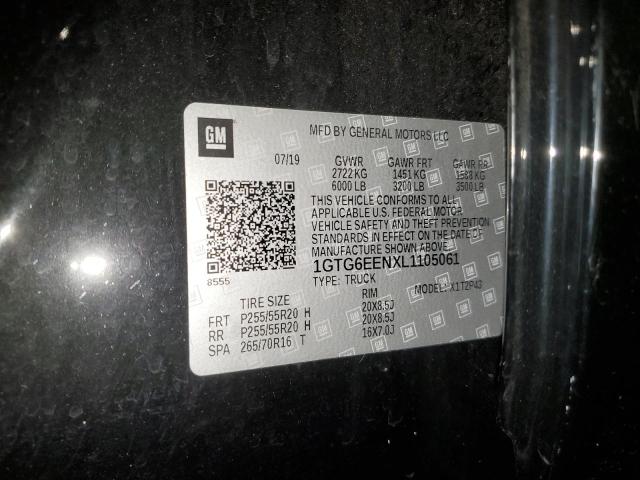 GM
MFD BY GENERAL MOTORS LLC
07/19 GVWR GAWR FRT GAWR RR
2722 KG 1451 KG 1588 KG
6000 LB 3200 LB 3500 LB
THIS VEHICLE CONFORMS TO ALL
APPLICABLE U.S. FEDERAL MOTOR
VEHICLE SAFETY AND THEFT
PREVENTION STANDARDS
IN EFFECT ON THE DATE OF
MANUFACTURE SHOWN ABOVE.
1GTG6EENXL1105061
8555
TYPE: TRUCK MODEL: X1T2P43
TIRE SIZE RIM
FRT P255/55R20 H 20X8.5J
RR P255/55R20 H 20X8.5J
SPA 265/70R16 T 16X7.0J